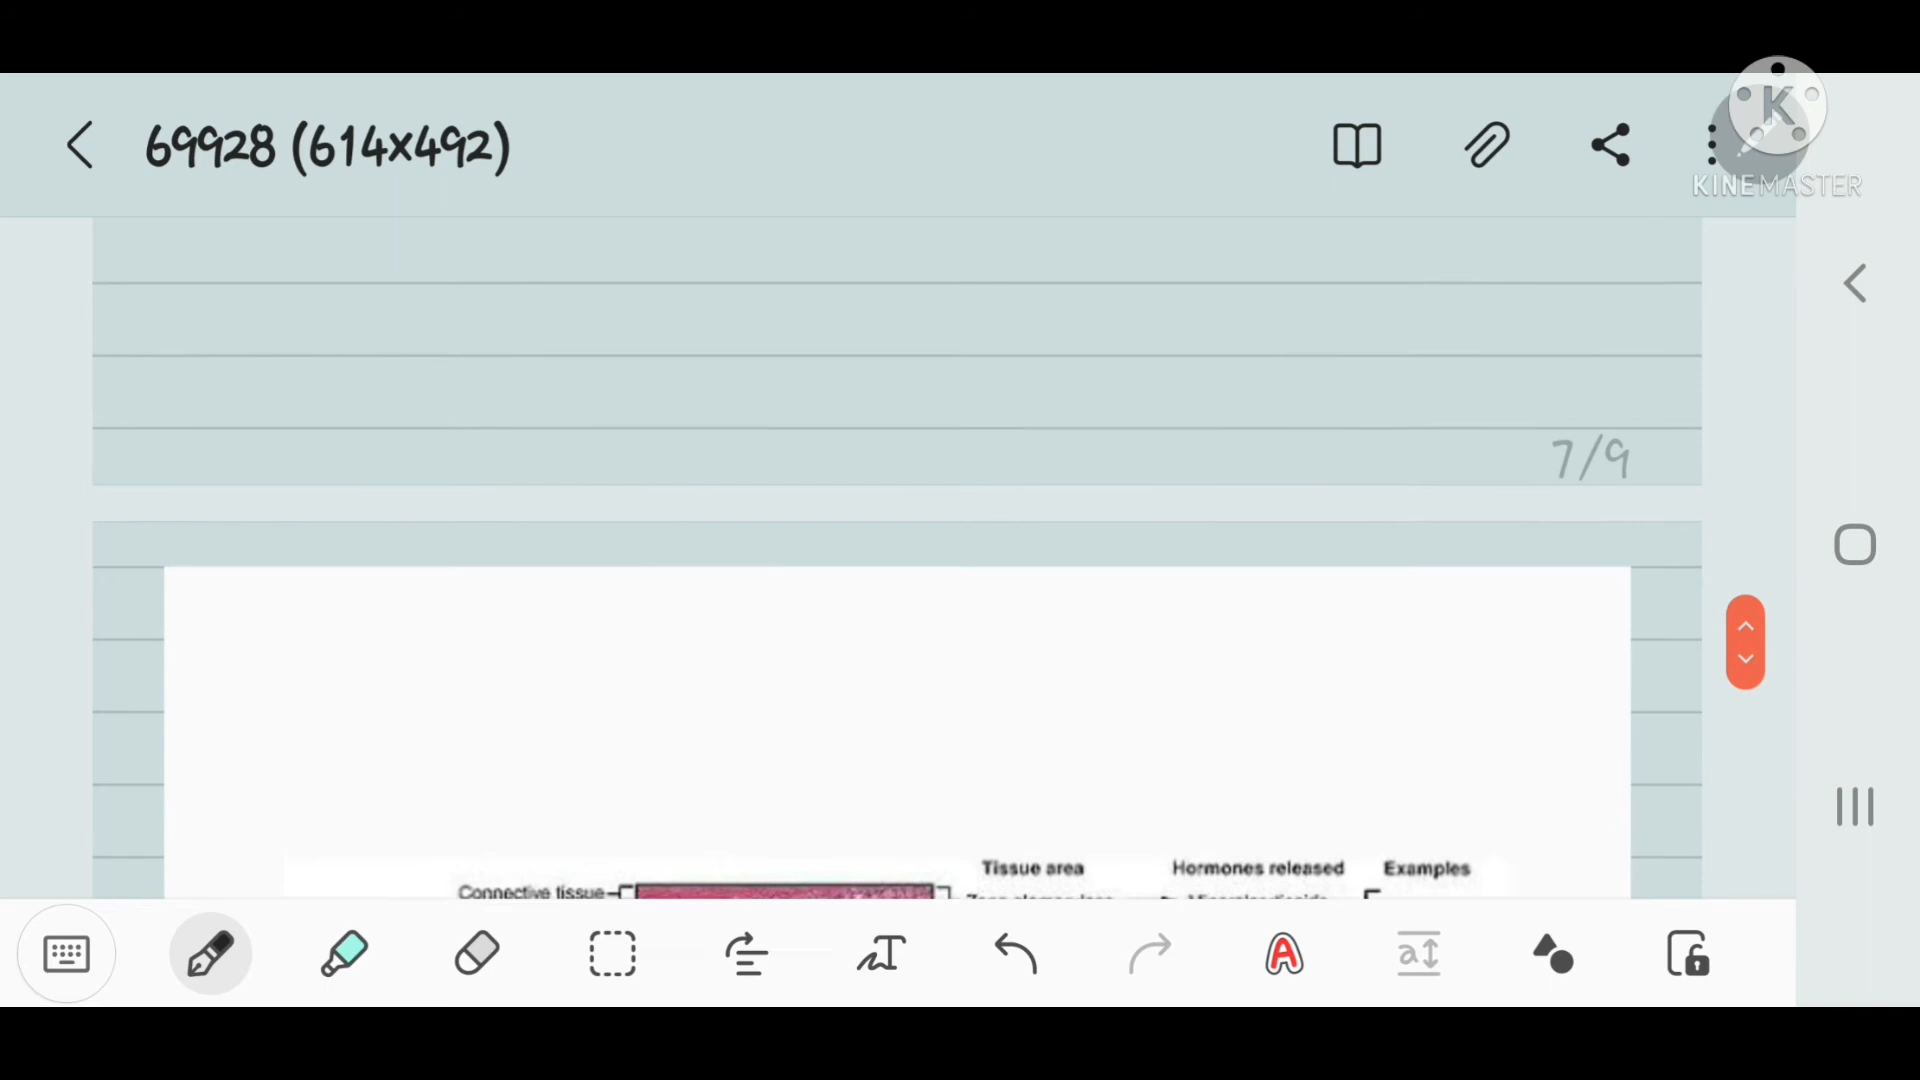 69928 (614x492)
KINEMASTER
7/9
Tissue area Hormones released Examples
Connective tissue